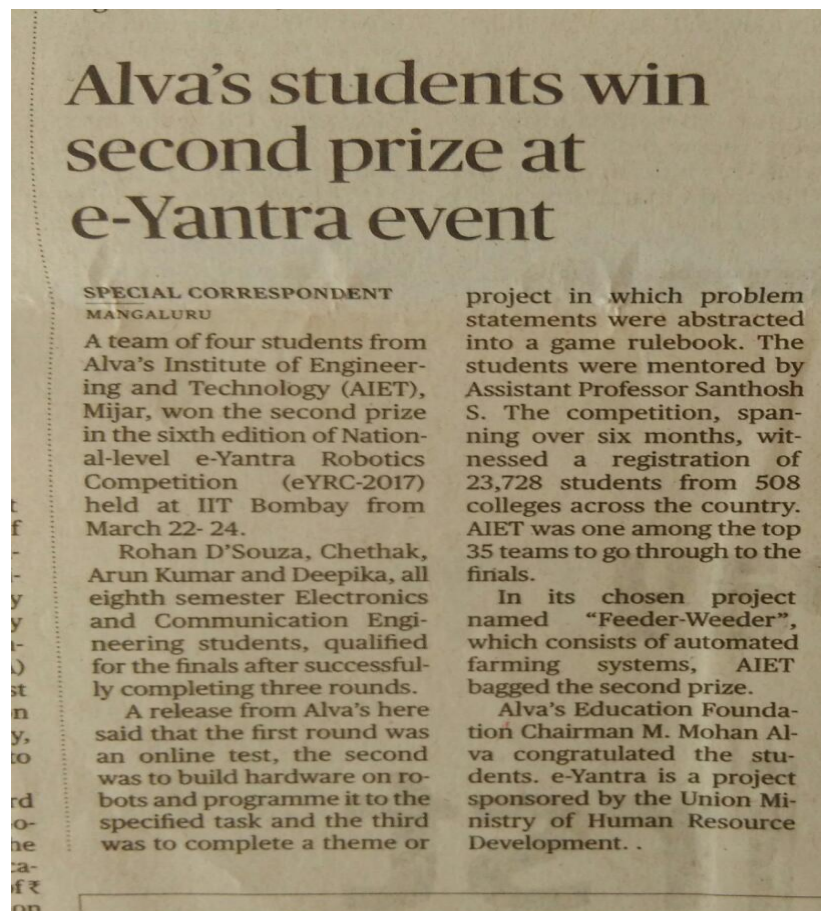 Alva's students win
second prize at
e-Yantra event
SPECIAL CORRESPONDENT
MANGALURU
A team of four students from
Alva's Institute of Engineer-
ing and Technology (AIET),
Mijar, won the second prize
in the sixth edition of Nation-
al-level e-Yantra Robotics
Competition (eYRC-2017)
held at IIT Bombay from
March 22- 24.
Rohan D'Souza, Chethak,
Arun Kumar and Deepika, all
eighth semester Electronics
and Communication Engi-
neering students, qualified
for the finals after successful-
ly completing three rounds.
A release from Alva's here
said that the first round was
an online test, the second
was to build hardware on ro-
bots and programme it to the
specified task and the third
was to complete a theme or
project in which problem
statements were abstracted
into a game rulebook. The
students were mentored by
Assistant Professor Santhosh
S. The competition, span-
ning over six months, wit-
nessed a registration of
23,728 students from 508
colleges across the country.
AIET was one among the top
35 teams to go through to the
finals.
In its chosen project
named "Feeder-Weeder",
which consists of automated
farming systems, AIET
bagged the second prize.
Alva's Education Founda-
tion Chairman M. Mohan Al-
va congratulated the stu-
dents. e-Yantra is a project
sponsored by the Union Mi-
nistry of Human Resource
Development. .